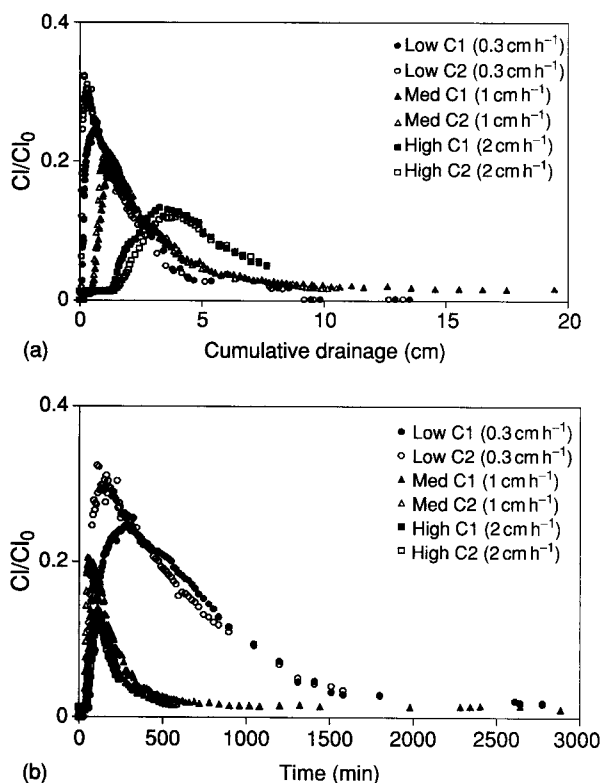 0.4
Low C1 (0.3 cm h⁻¹)
Low C2 (0.3 cm h⁻¹)
Med C1 (1 cm h⁻¹)
Med C2 (1 cm h⁻¹)
High C1 (2 cm h⁻¹)
High C2 (2 cm h⁻¹)
Cl/Cl₀
0.2
0
0 5 10 15 20
(a) Cumulative drainage (cm)
0.4
Low C1 (0.3 cm h⁻¹)
Low C2 (0.3 cm h⁻¹)
Med C1 (1 cm h⁻¹)
Med C2 (1 cm h⁻¹)
High C1 (2 cm h⁻¹)
High C2 (2 cm h⁻¹)
Cl/Cl₀
0.2
0
0 500 1000 1500 2000 2500 3000
(b) Time (min)